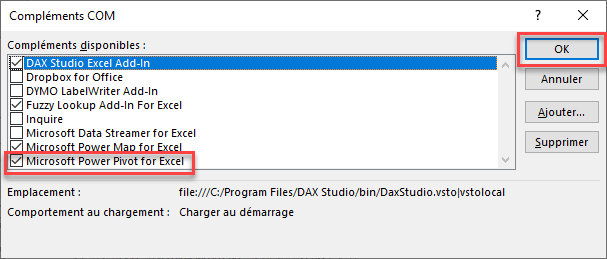 Compléments COM
Compléments disponibles :
DAX Studio Excel Add-In
Dropbox for Office
DYMO LabelWriter Add-In
Fuzzy Lookup Add-In For Excel
Inquire
Microsoft Data Streamer for Excel
Microsoft Power Map for Excel
Microsoft Power Pivot for Excel
OK
Annuler
Ajouter...
Supprimer
Emplacement : file:///C:/Program Files/DAX Studio/bin/DaxStudio.vsto|vstolocal
Comportement au chargement : Charger au démarrage